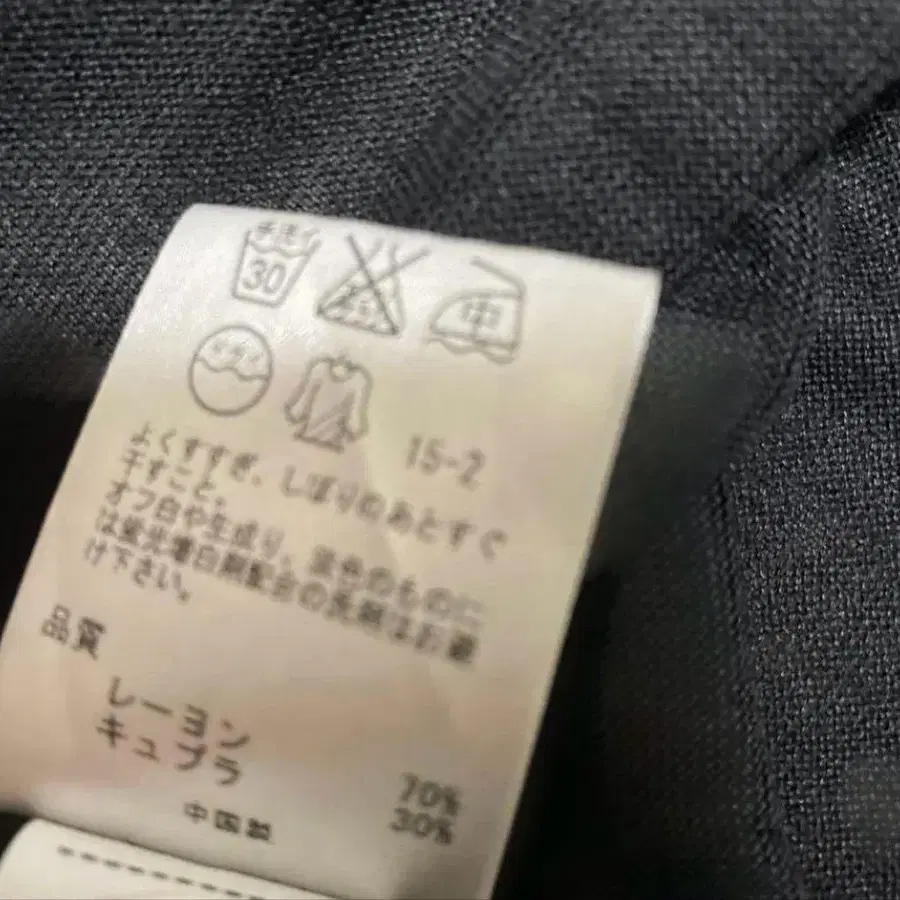 手洗イ
30
中
15-2
よくすすぎ、しぼりのあとすぐ
干すこと。
オフ白や生成り、淡色のものに
は蛍光増白剤配合の洗剤はお避
け下さい。
品質
レーヨン 70%
キュプラ 30%
中国製